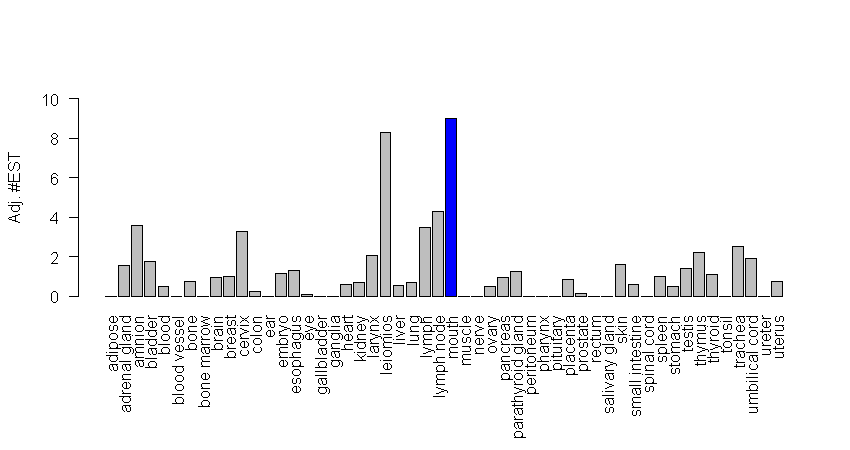 10
8
6
4
2
0
Adj. #EST
adipose
adrenal gland
amnion
bladder
blood
blood vessel
bone
bone marrow
brain
breast
cervix
colon
ear
embryo
esophagus
eye
gallbladder
ganglia
heart
kidney
larynx
leiomios
liver
lung
lymph
lymph node
mouth
muscle
nerve
ovary
pancreas
parathyroid gland
peritoneum
pharynx
pituitary
placenta
prostate
rectum
salivary gland
skin
small intestine
spinal cord
spleen
stomach
testis
thymus
thyroid
tonsil
trachea
umbilical cord
ureter
uterus